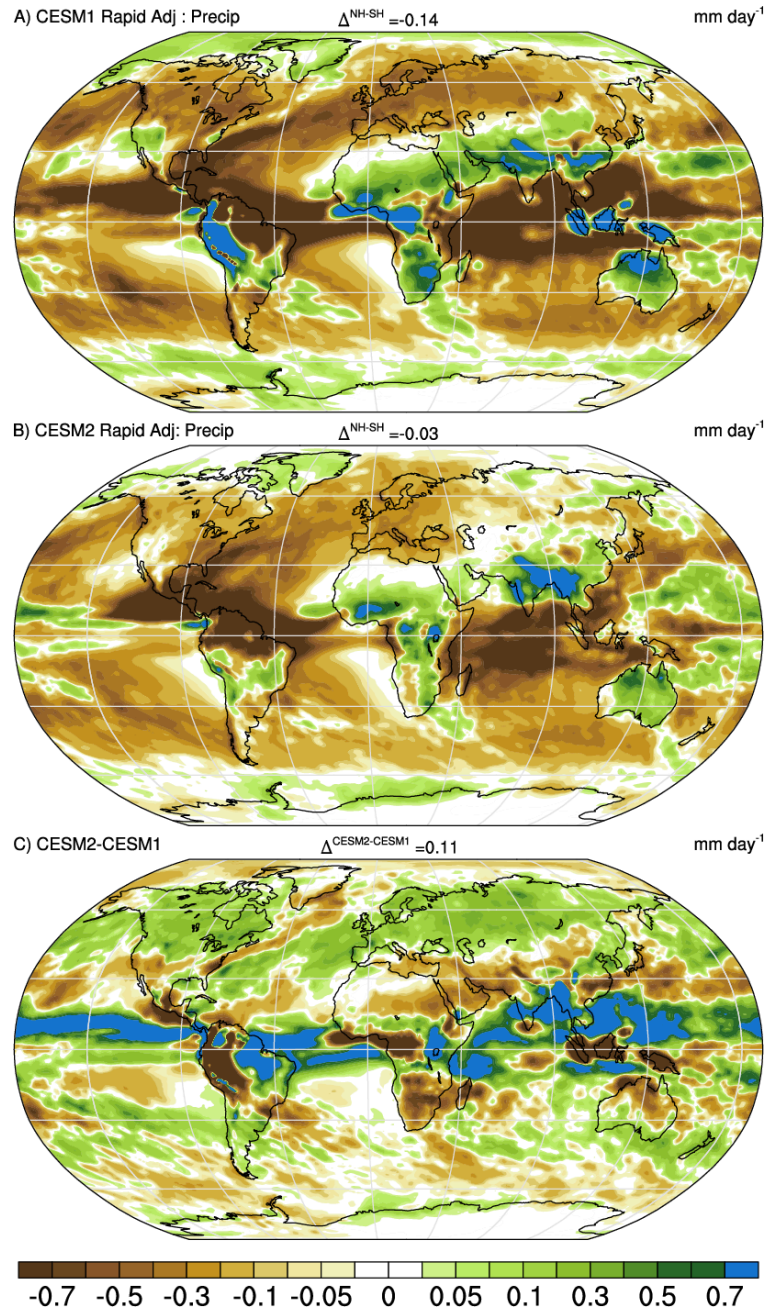 A) CESM1 Rapid Adj : Precip Δᴺᴴ⁻ˢᴴ =-0.14 mm day⁻¹
B) CESM2 Rapid Adj: Precip Δᴺᴴ⁻ˢᴴ =-0.03 mm day⁻¹
C) CESM2-CESM1 Δ^CESM2-CESM1 =0.11 mm day⁻¹
-0.7 -0.5 -0.3 -0.1 -0.05 0 0.05 0.1 0.3 0.5 0.7